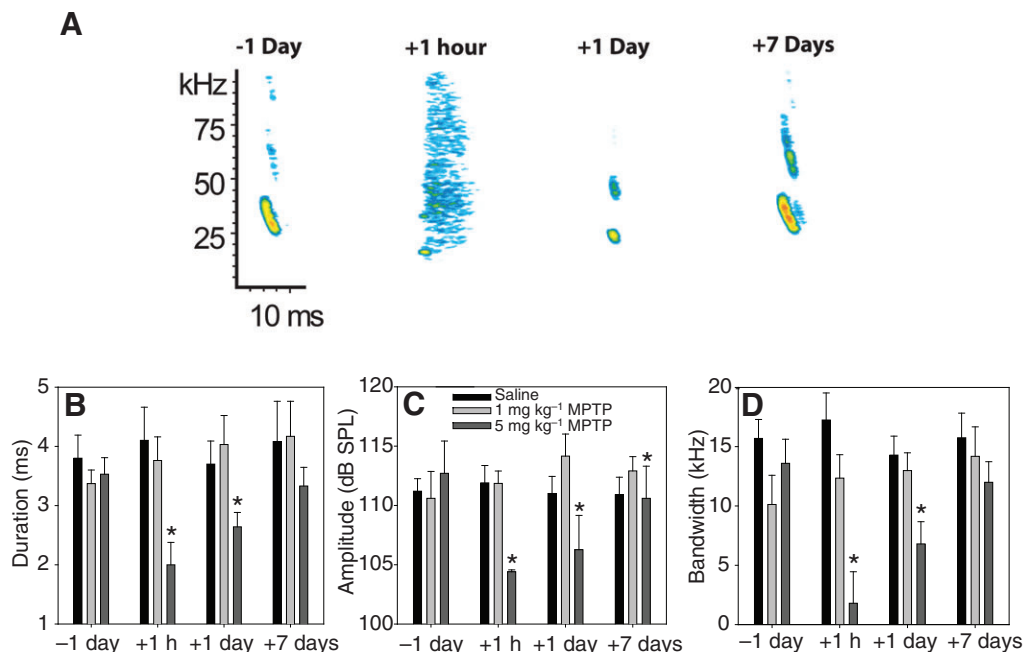 A
-1 Day +1 hour +1 Day +7 Days
kHz
75
50
25
10 ms
B
Duration (ms)
5
4
3
2
1
* *
−1 day +1 h +1 day +7 days
C
Saline
1 mg kg⁻¹ MPTP
5 mg kg⁻¹ MPTP
Amplitude (dB SPL)
120
115
110
105
100
* * *
−1 day +1 h +1 day +7 days
D
Bandwidth (kHz)
20
15
10
5
0
* *
−1 day +1 h +1 day +7 days